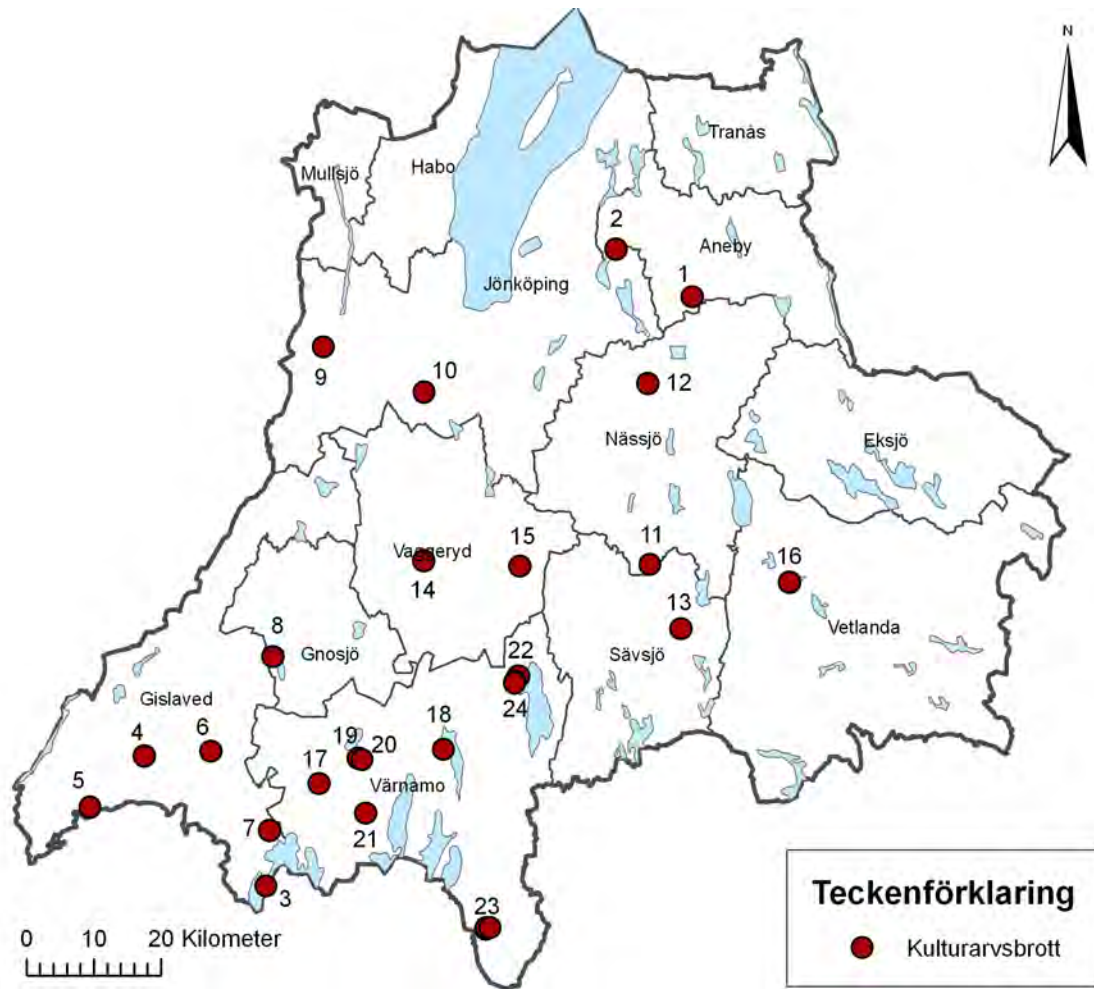 N
Tranås
Habo
Mullsjö
2
Aneby
1
Jönköping
9
10
12
Nässjö
Eksjö
Vaggeryd
14
15
11
16
13
Vetlanda
8
Gnosjö
Sävsjö
22
24
Gislaved
4
6
18
19
20
17
Värnamo
5
7
21
3
23
0 10 20 Kilometer
Teckenförklaring
Kulturarvsbrott